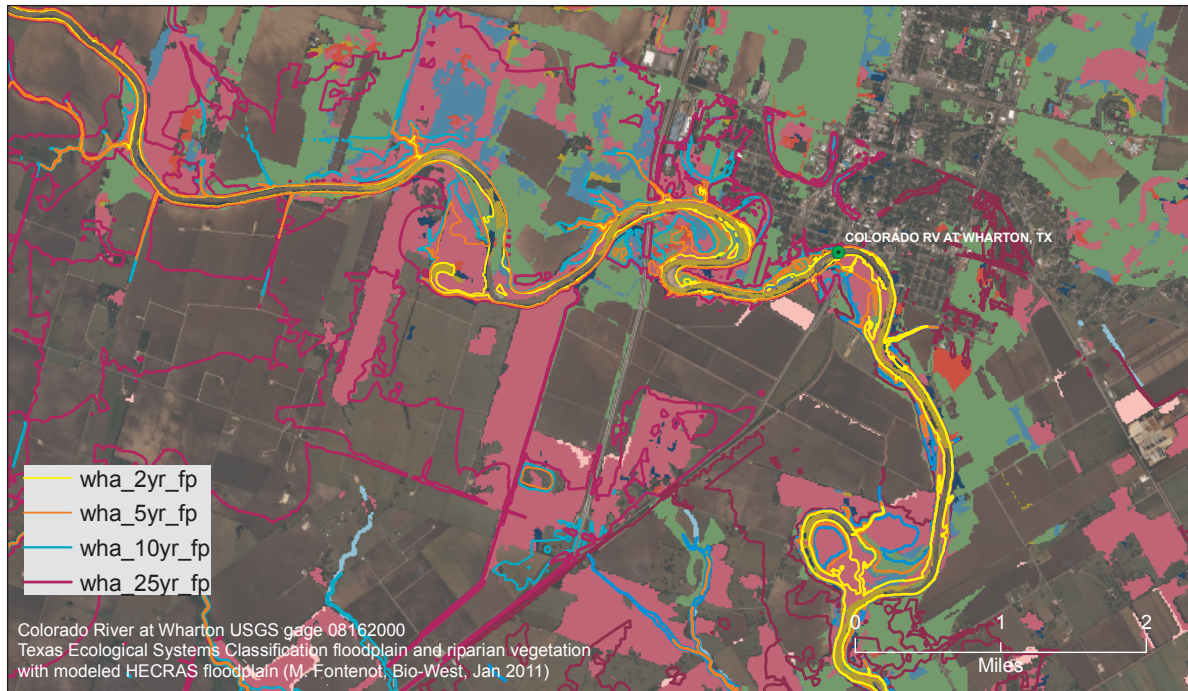 COLORADO RV AT WHARTON, TX
wha_2yr_fp
wha_5yr_fp
wha_10yr_fp
wha_25yr_fp
Colorado River at Wharton USGS gage 08162000
Texas Ecological Systems Classification floodplain and riparian vegetation
with modeled HECRAS floodplain (M. Fontenot, Bio-West, Jan 2011)
0 1 2
Miles